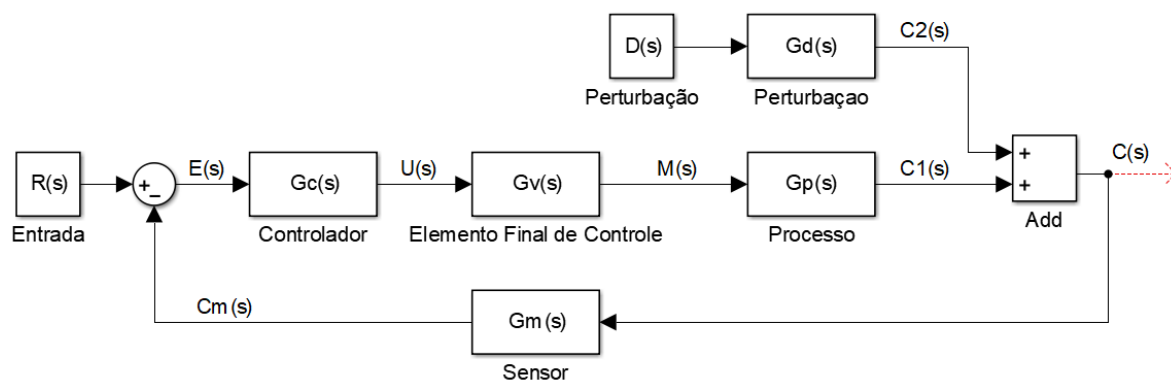 D(s)
Perturbação
Gd(s)
Perturbaçao
C2(s)
R(s)
Entrada
+
−
E(s)
Gc(s)
Controlador
U(s)
Gv(s)
Elemento Final de Controle
M(s)
Gp(s)
Processo
C1(s)
+
+
Add
C(s)
Cm(s)
Gm(s)
Sensor